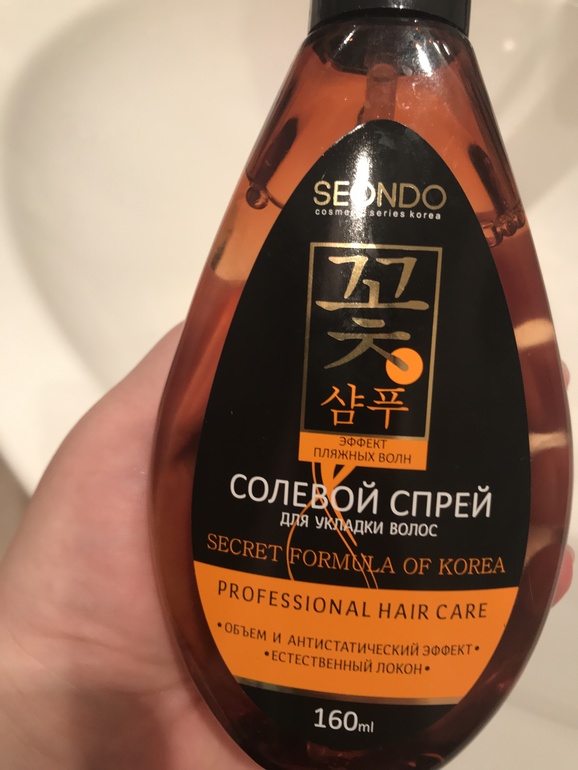 SEONDO
cosmetic series korea
꽃
샴푸
ЭФФЕКТ
ПЛЯЖНЫХ ВОЛН
СОЛЕВОЙ СПРЕЙ
ДЛЯ УКЛАДКИ ВОЛОС
SECRET FORMULA OF KOREA
PROFESSIONAL HAIR CARE
•ОБЪЕМ И АНТИСТАТИЧЕСКИЙ ЭФФЕКТ•
•ЕСТЕСТВЕННЫЙ ЛОКОН•
160ml